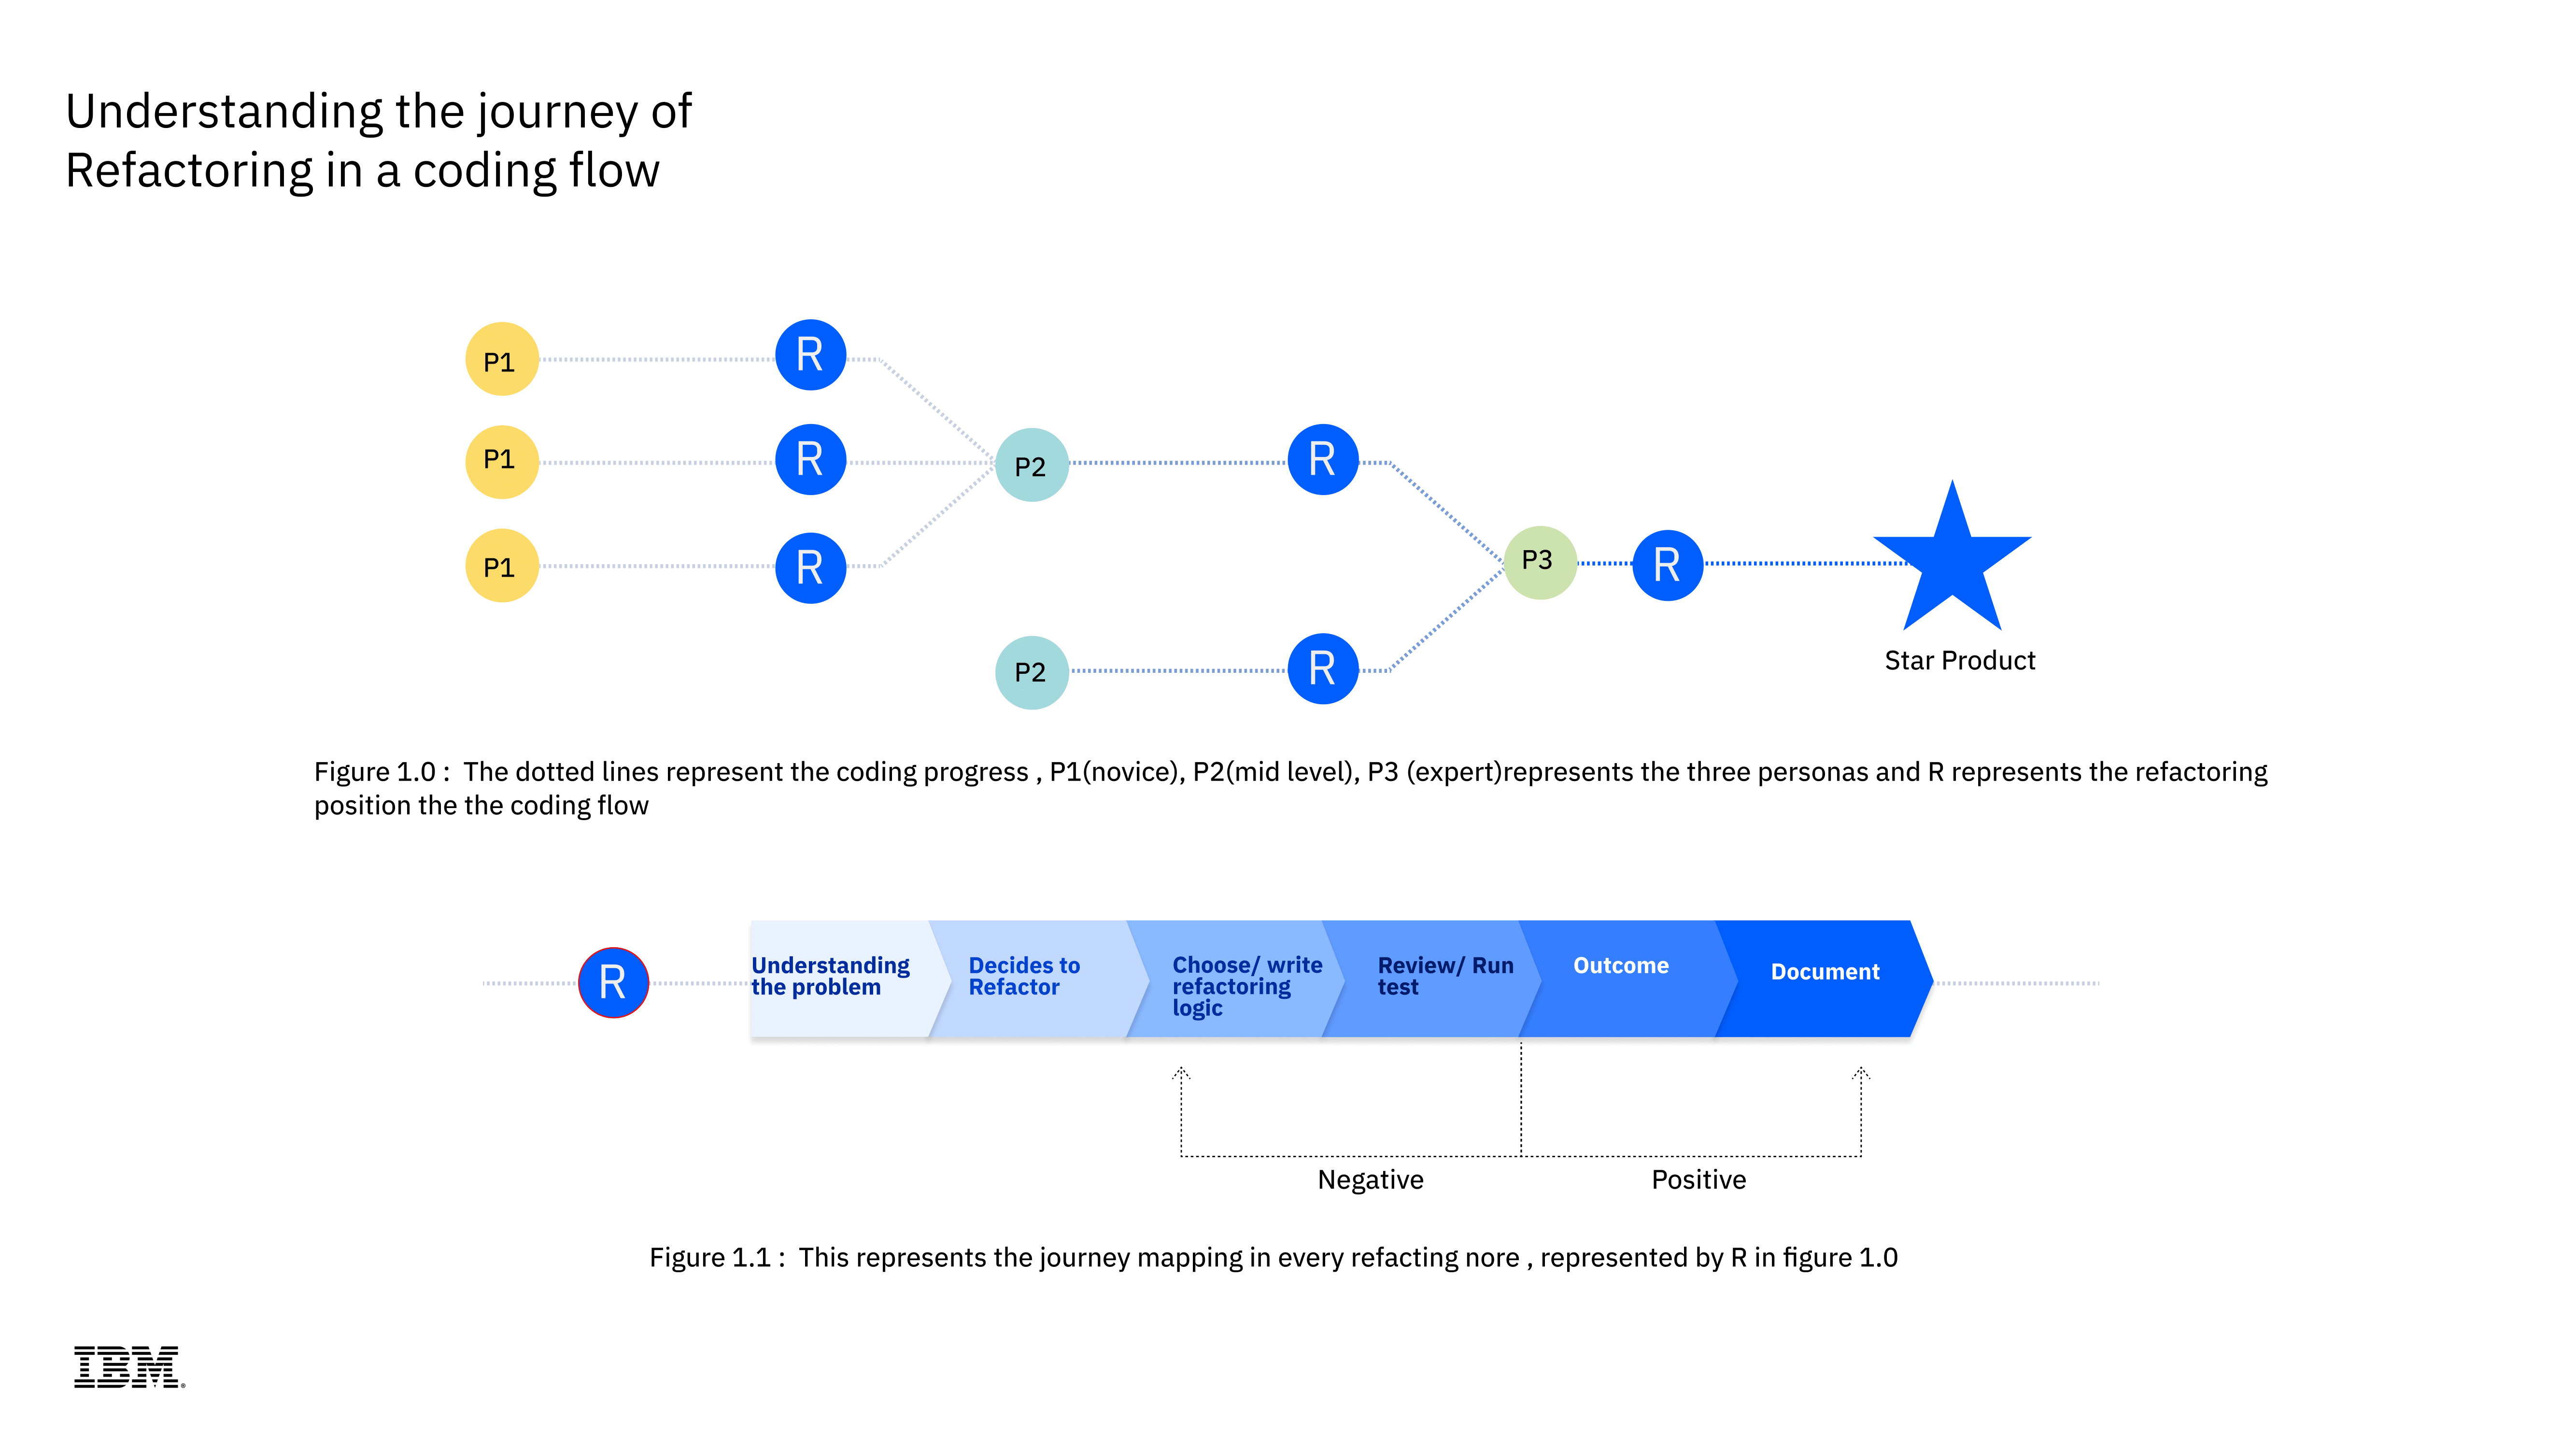 Understanding the journey of
Refactoring in a coding flow
P1
R
P1
R
P2
R
P1
R
P3
R
P2
R
Star Product
Figure 1.0 :  The dotted lines represent the coding progress , P1(novice), P2(mid level), P3 (expert)represents the three personas and R represents the refactoring
position the the coding flow
R
Understanding
the problem
Decides to
Refactor
Choose/ write
refactoring
logic
Review/ Run
test
Outcome
Document
Negative
Positive
Figure 1.1 :  This represents the journey mapping in every refacting nore , represented by R in figure 1.0
IBM®